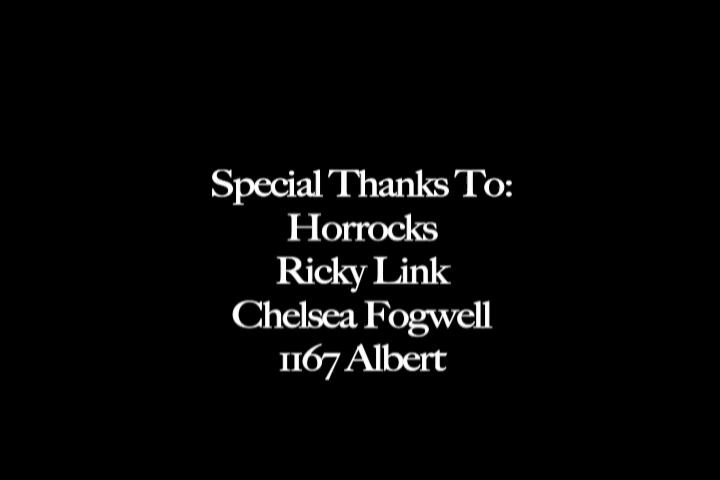 Special Thanks To:
Horrocks
Ricky Link
Chelsea Fogwell
1167 Albert